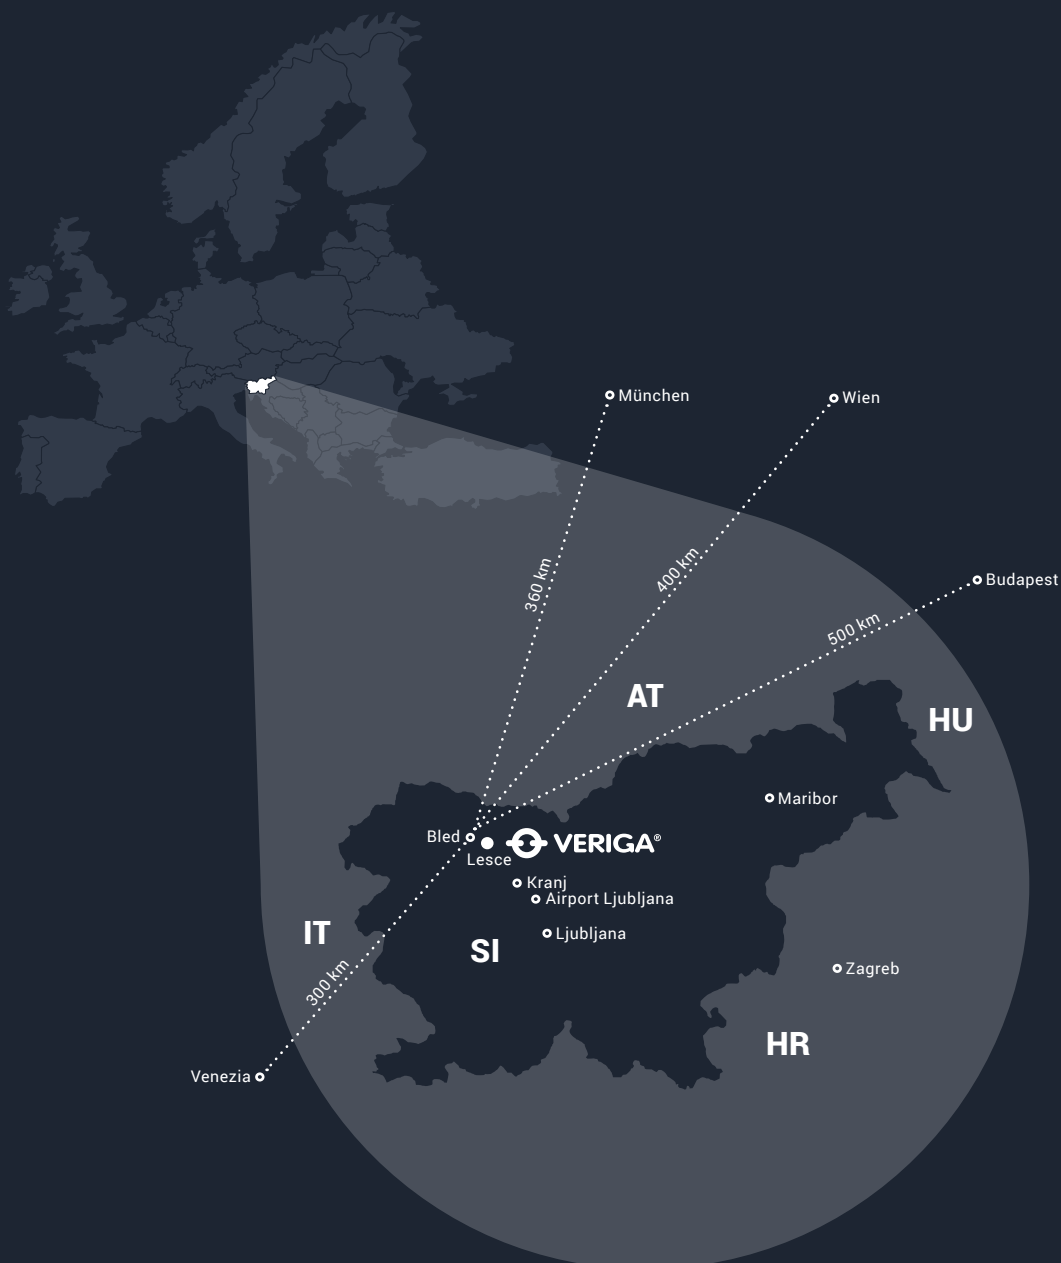 München
Wien
360 km
400 km
Budapest
500 km
AT
HU
Maribor
Bled
VERIGA®
Lesce
Kranj
Airport Ljubljana
IT
Ljubljana
SI
Zagreb
300 km
HR
Venezia